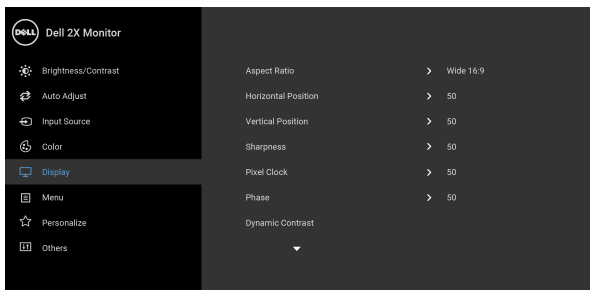 DELL
Dell 2X Monitor
Brightness/Contrast
Auto Adjust
Input Source
Color
Display
Menu
Personalize
Others
Aspect Ratio Wide 16:9
Horizontal Position 50
Vertical Position 50
Sharpness 50
Pixel Clock 50
Phase 50
Dynamic Contrast